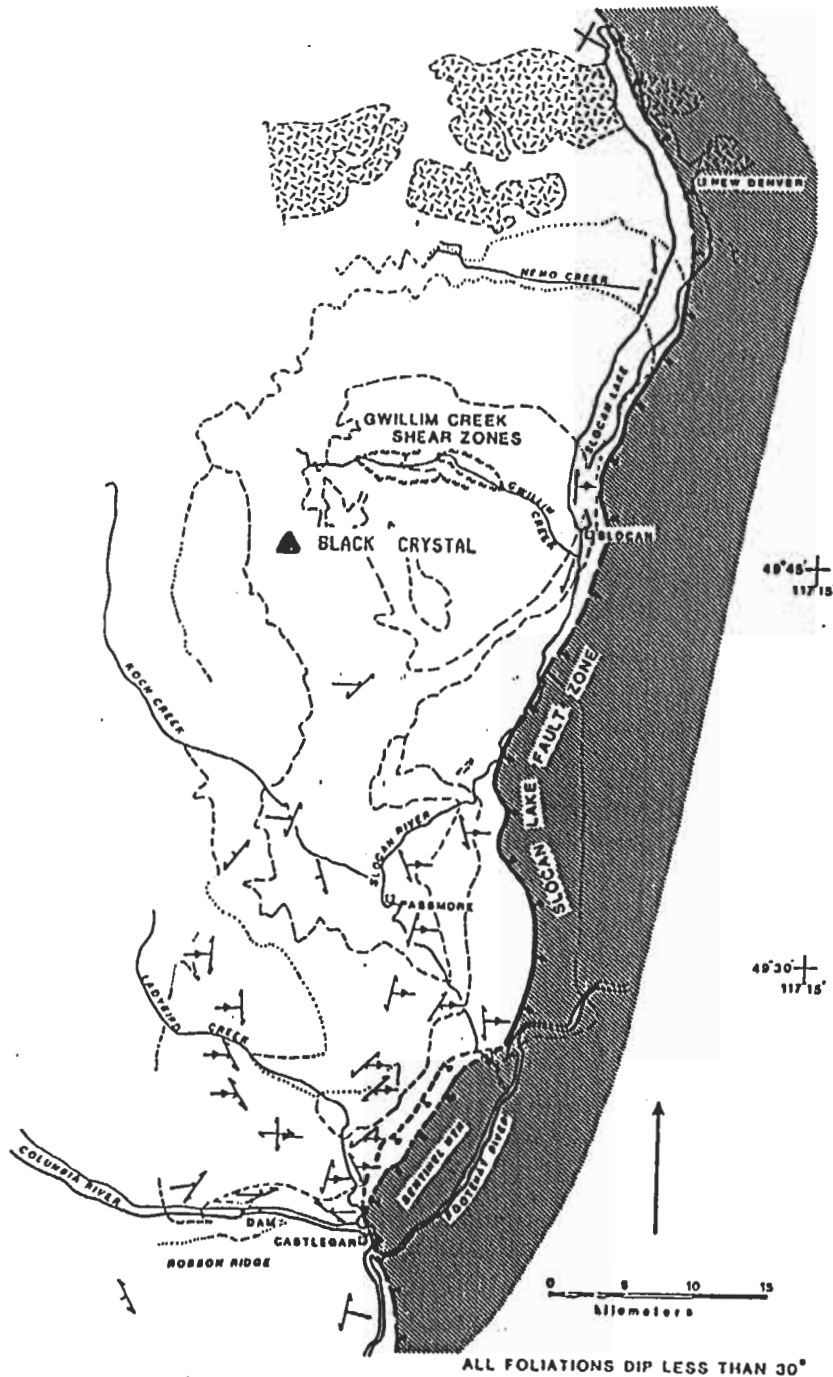 NEW DENVER
NEMO CREEK
SLOCAN LAKE
GWILLIM CREEK
SHEAR ZONES
GWILLIM
CREEK
SLOCAN
BLACK CRYSTAL
49°45'
117°15
KOCH CREEK
SLOCAN LAKE FAULT ZONE
SLOCAN RIVER
PASSMORE
49°30'
117°15'
LADYBIRD
CREEK
SENTINEL MTN
KOOTENAY RIVER
COLUMBIA RIVER
DAM
CASTLEGAR
ROBSON RIDGE
0 5 10 15
kilometers
ALL FOLIATIONS DIP LESS THAN 30°